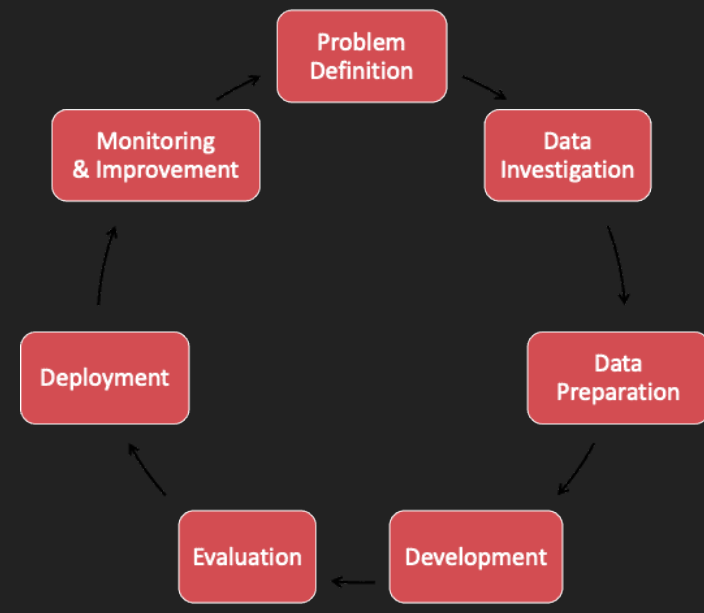 Problem
Definition
Data
Investigation
Data
Preparation
Development
Evaluation
Deployment
Monitoring
& Improvement